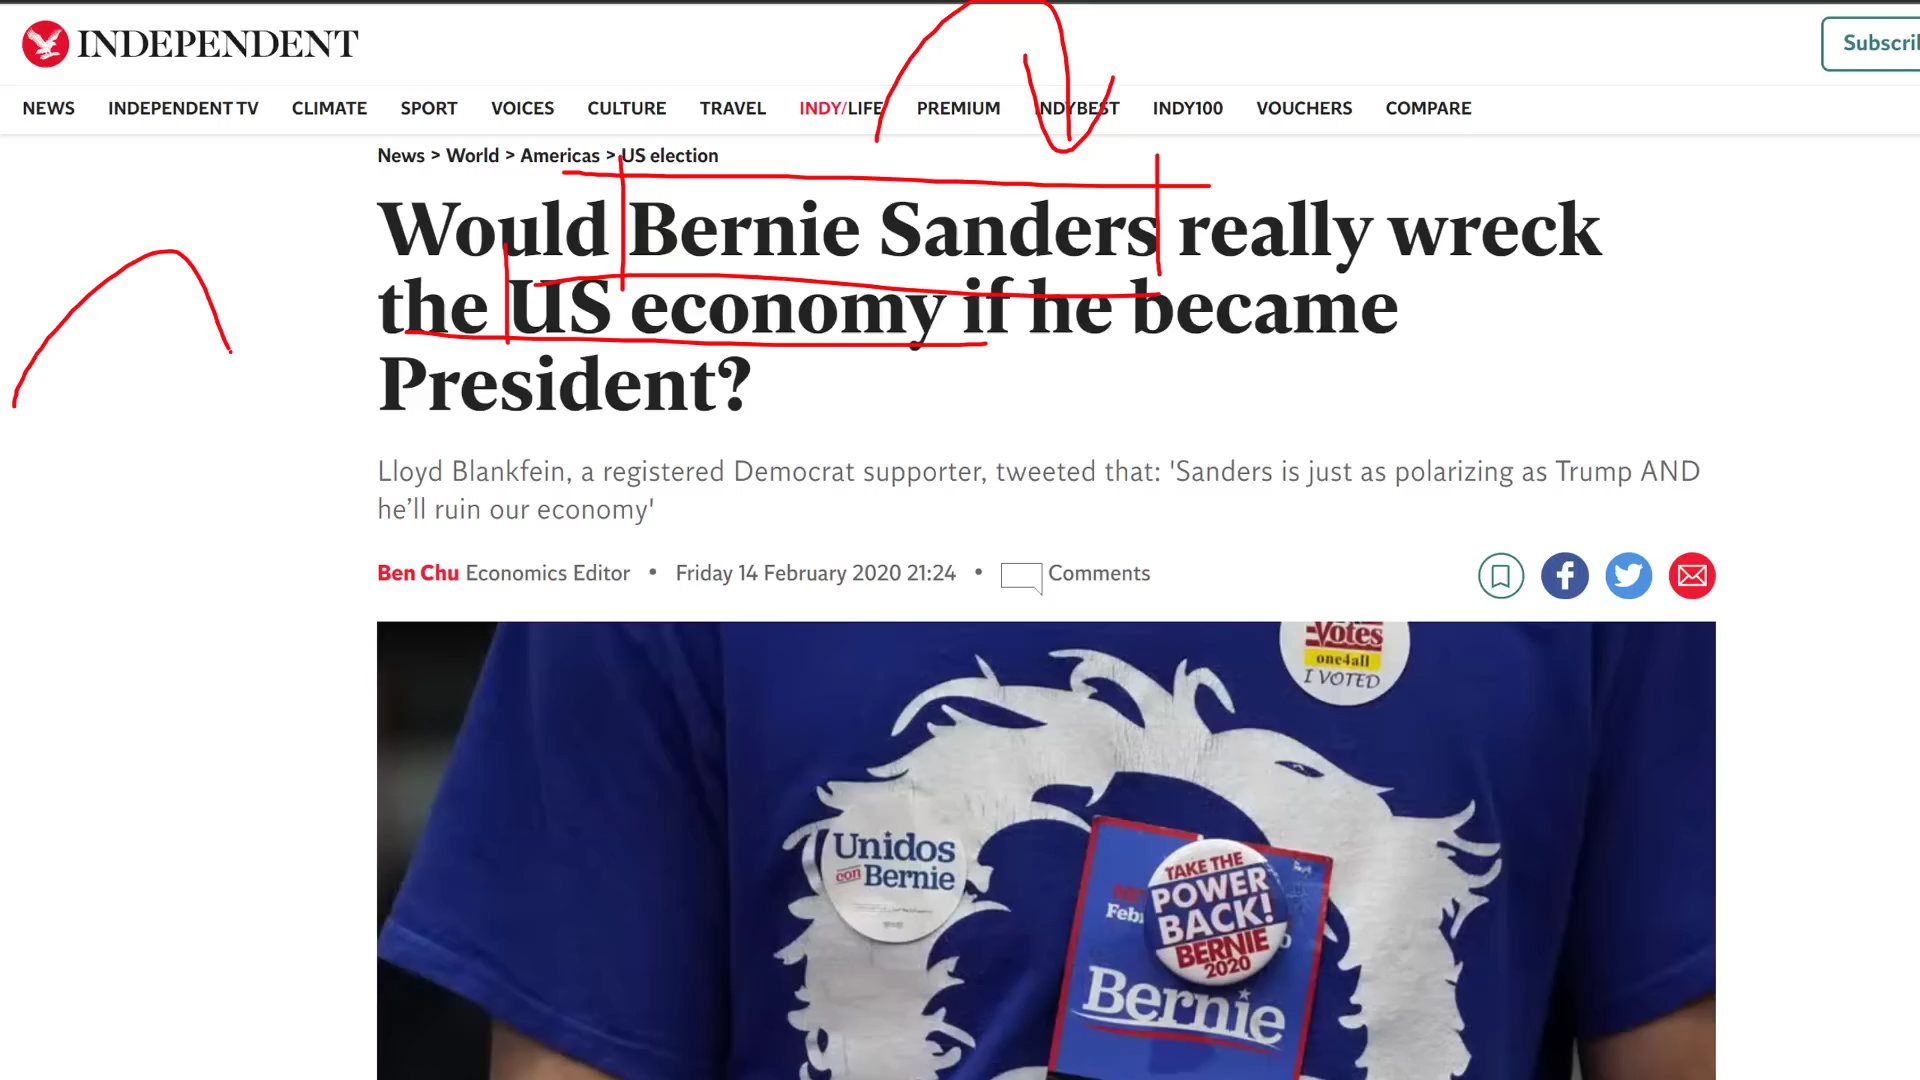 INDEPENDENT
Subscri
NEWS INDEPENDENT TV CLIMATE SPORT VOICES CULTURE TRAVEL INDY/LIFE PREMIUM INDYBEST INDY100 VOUCHERS COMPARE
News > World > Americas > US election
Would Bernie Sanders really wreck
the US economy if he became
President?
Lloyd Blankfein, a registered Democrat supporter, tweeted that: 'Sanders is just as polarizing as Trump AND
he’ll ruin our economy'
Ben Chu Economics Editor • Friday 14 February 2020 21:24 • Comments
Votes
one4all
I VOTED
Unidos
con Bernie
TAKE THE
POWER
BACK!
BERNIE
2020
Bernie